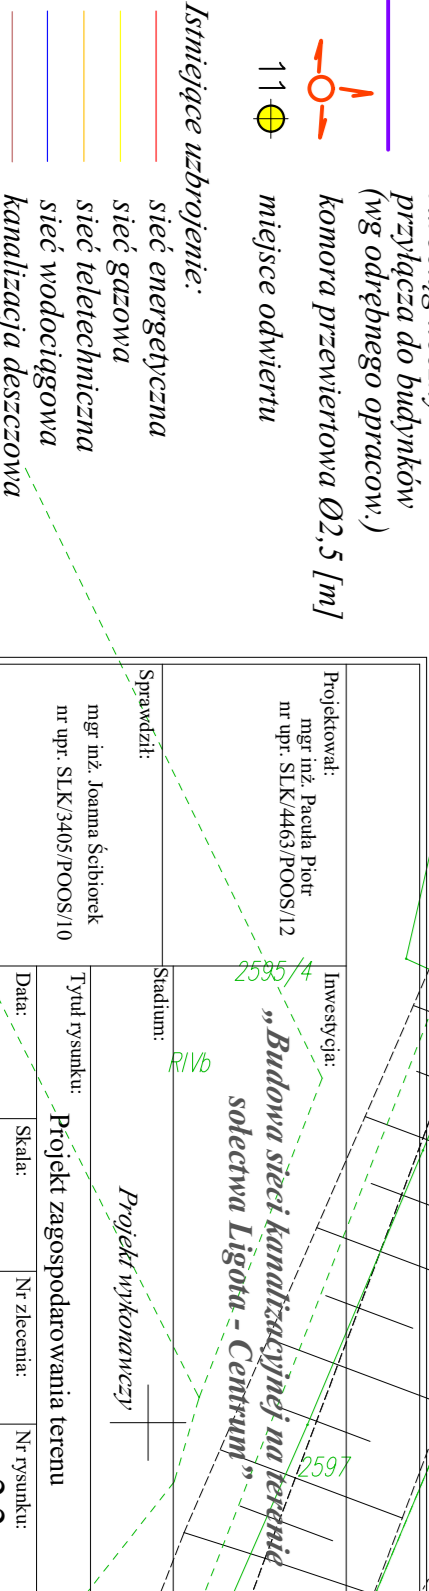 przyłącza do budynków
(wg odrębnego opracow.)
komora przewiertowa Ø2,5 [m]
11
miejsce odwiertu
Istniejące uzbrojenie:
sieć energetyczna
sieć gazowa
sieć teletechniczna
sieć wodociągowa
kanalizacja deszczowa
Projektował:
mgr inż. Pacuła Piotr
nr upr. SLK/4463/POOS/12
Sprawdził:
mgr inż. Joanna Ścibiorek
nr upr. SLK/3405/POOS/10
Inwestycja:
„Budowa sieci kanalizacyjnej na terenie
sołectwa Ligota - Centrum”
Stadium:
Projekt wykonawczy
Tytuł rysunku:
Projekt zagospodarowania terenu
Data:
Skala:
Nr zlecenia:
Nr rysunku:
2595/4
RIVb
2597